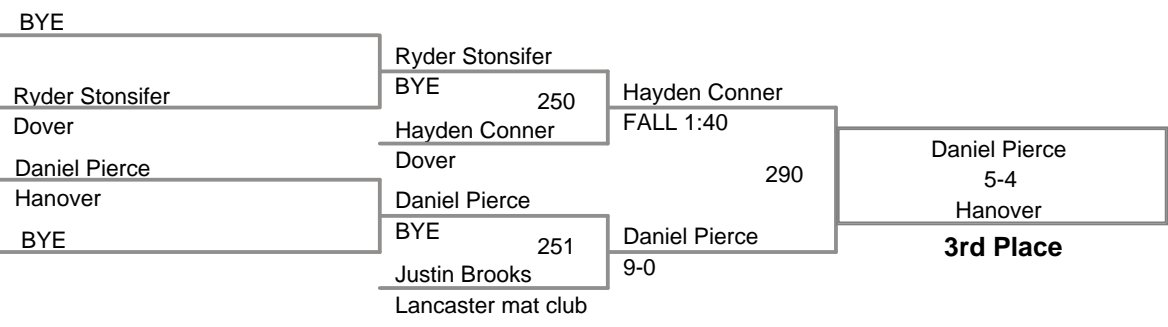 BYE
Ryder Stonsifer
Dover
Daniel Pierce
Hanover
BYE
Ryder Stonsifer
BYE
250
Hayden Conner
Dover
Daniel Pierce
BYE
251
Justin Brooks
Lancaster mat club
Hayden Conner
FALL 1:40
290
Daniel Pierce
9-0
Daniel Pierce
5-4
Hanover
3rd Place